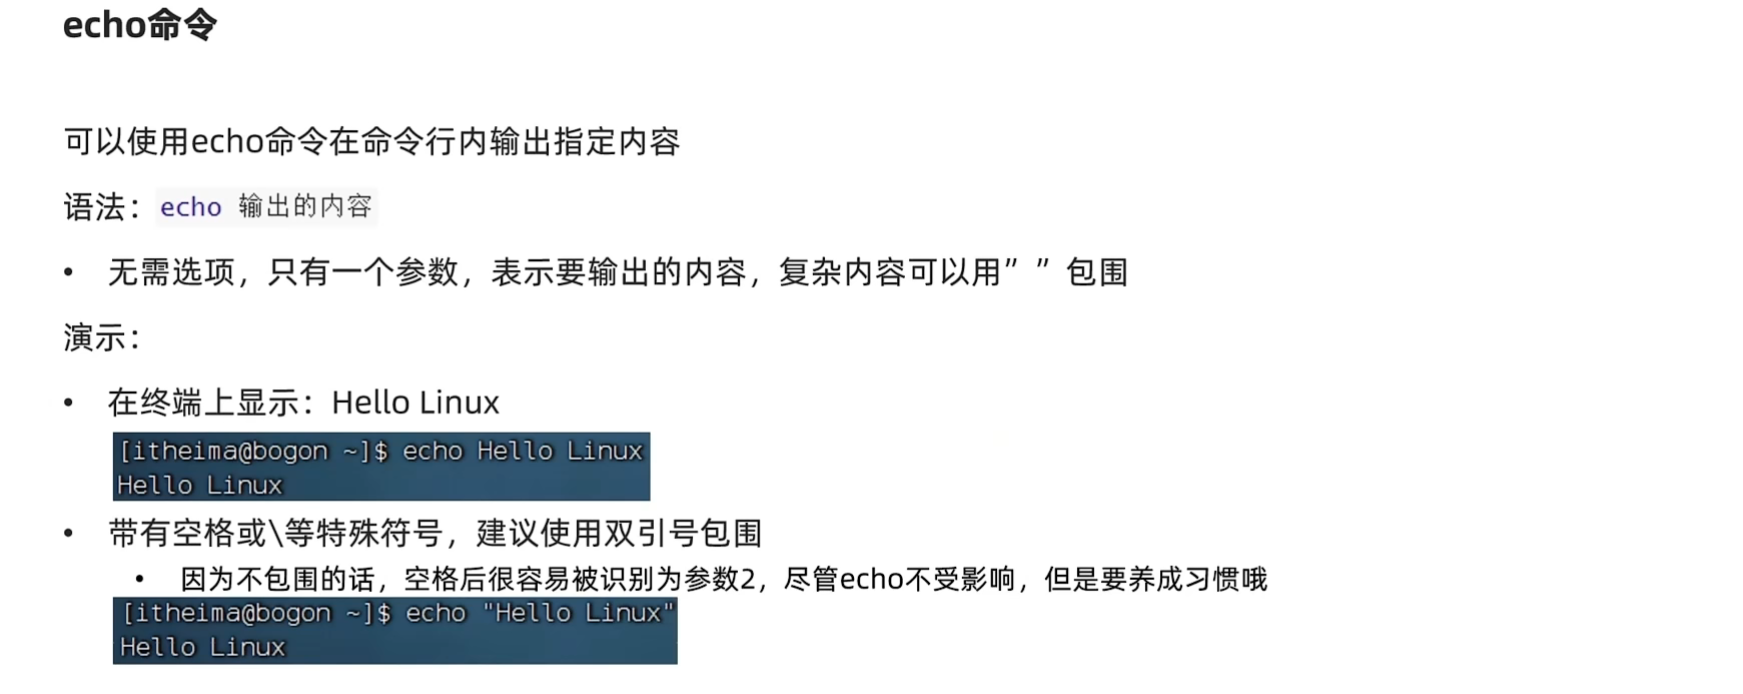 echo命令
可以使用echo命令在命令行内输出指定内容
语法：echo 输出的内容
• 无需选项，只有一个参数，表示要输出的内容，复杂内容可以用” ” 包围
演示：
• 在终端上显示：Hello Linux
[itheima@bogon ~]$ echo Hello Linux
Hello Linux
• 带有空格或\等特殊符号，建议使用双引号包围
• 因为不包围的话，空格后很容易被识别为参数2，尽管echo不受影响，但是要养成习惯哦
[itheima@bogon ~]$ echo "Hello Linux"
Hello Linux